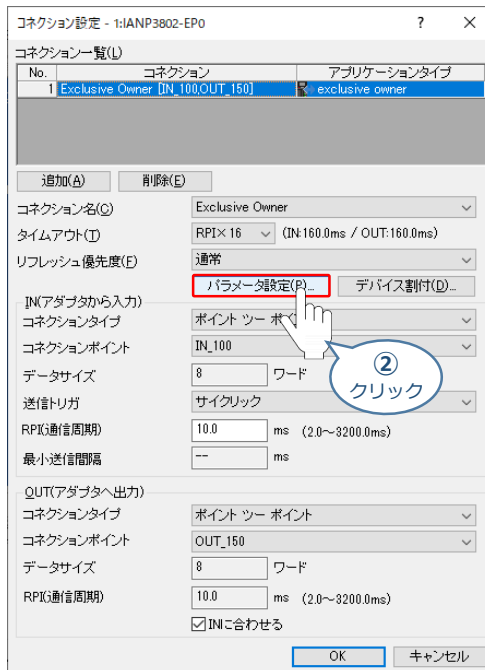 コネクション設定 - 1:IANP3802-EP0 ? ×
コネクション一覧(L)
No. コネクション アプリケーションタイプ
1 Exclusive Owner [IN_100,OUT_150] exclusive owner
追加(A) 削除(E)
コネクション名(C) Exclusive Owner
タイムアウト(T) RPI×16 (IN:160.0ms / OUT:160.0ms)
リフレッシュ優先度(F) 通常
パラメータ設定(P)... デバイス割付(D)...
IN(アダプタから入力)
コネクションタイプ ポイント ツー ポイ
コネクションポイント IN_100
②
クリック
データサイズ 8 ワード
送信トリガ サイクリック
RPI(通信周期) 10.0 ms (2.0～3200.0ms)
最小送信間隔 -- ms
OUT(アダプタへ出力)
コネクションタイプ ポイント ツー ポイント
コネクションポイント OUT_150
データサイズ 8 ワード
RPI(通信周期) 10.0 ms (2.0～3200.0ms)
INに合わせる
OK キャンセル